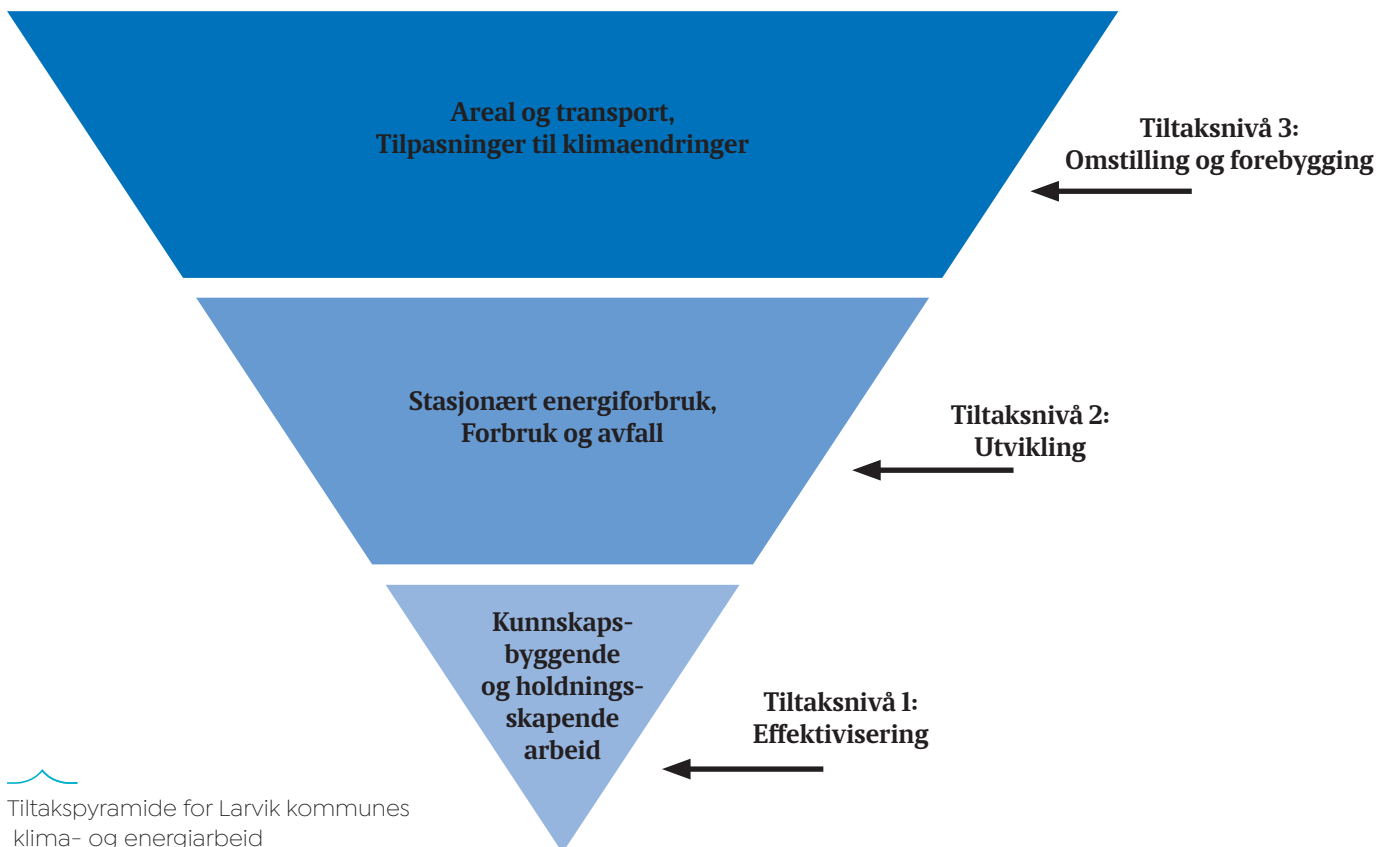 Areal og transport,
Tilpasninger til klimaendringer
Tiltaksnivå 3:
Omstilling og forebygging
Stasjonært energiforbruk,
Forbruk og avfall
Tiltaksnivå 2:
Utvikling
Kunnskaps-
byggende
og holdnings-
skapende
arbeid
Tiltaksnivå 1:
Effektivisering
Tiltakspyramide for Larvik kommunes
klima- og energiarbeid